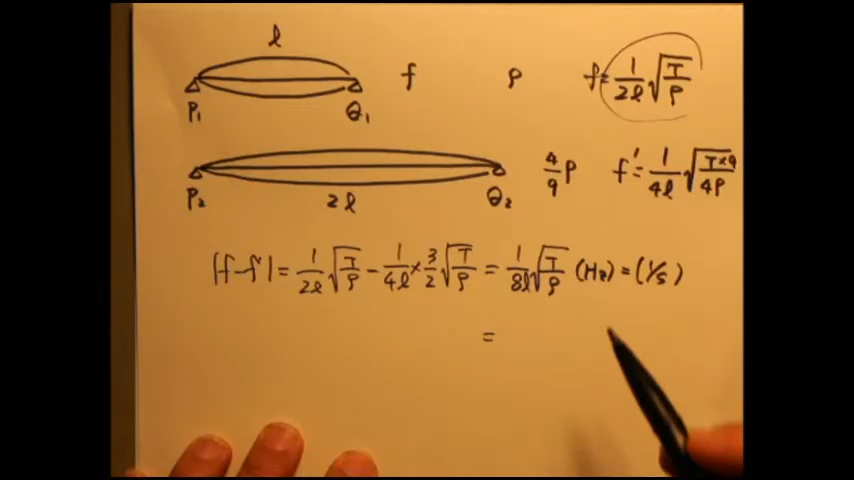 l
f ρ f=1/2l √T/ρ
P₁ Q₁
4/9 ρ f'=1/4l √T×9/4ρ
P₂ 2l Q₂
|f-f'|=1/2l √T/ρ - 1/4l × 3/2 √T/ρ = 1/8l √T/ρ (Hz)=(1/s)
=